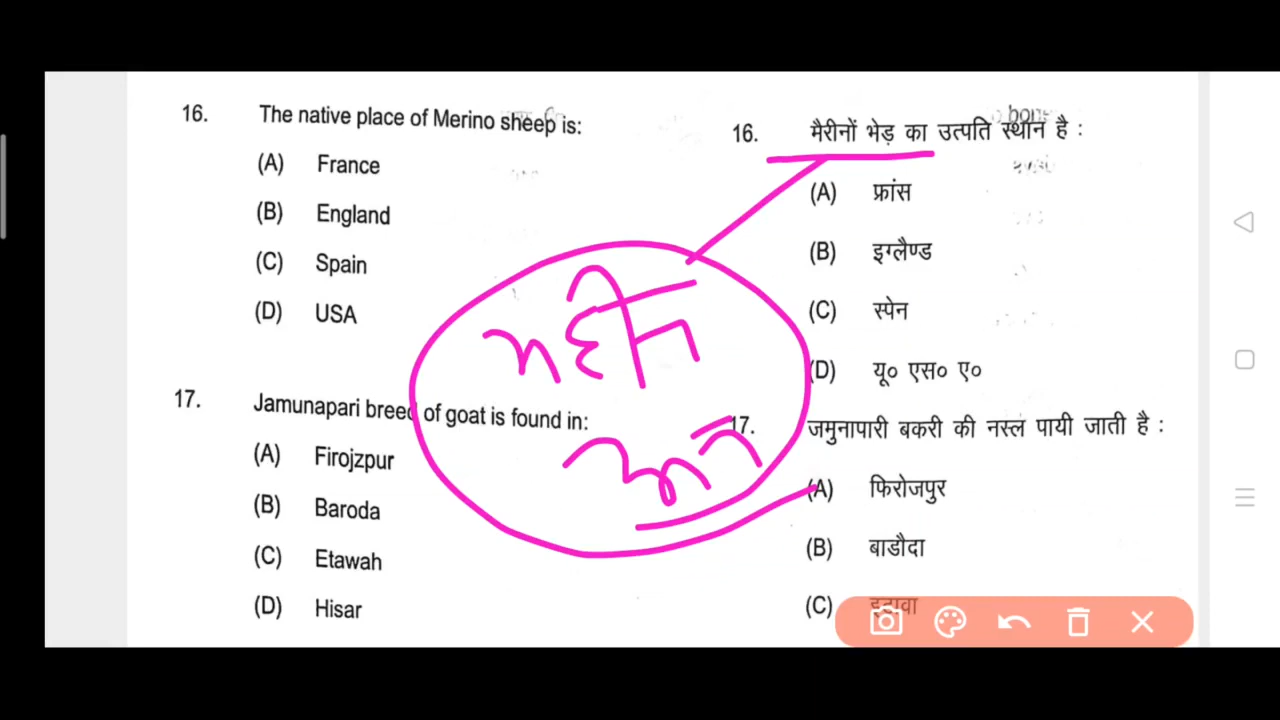 16. The native place of Merino sheep is:
(A) France
(B) England
(C) Spain
(D) USA
17. Jamunapari breed of goat is found in:
(A) Firojzpur
(B) Baroda
(C) Etawah
(D) Hisar
16. मैरीनों भेड़ का उत्पति स्थान है :
(A) फ्रांस
(B) इग्लैण्ड
(C) स्पेन
(D) यू० एस० ए०
17. जमुनापारी बकरी की नस्ल पायी जाती है :
(A) फिरोजपुर
(B) बाडौदा
(C) इटावा